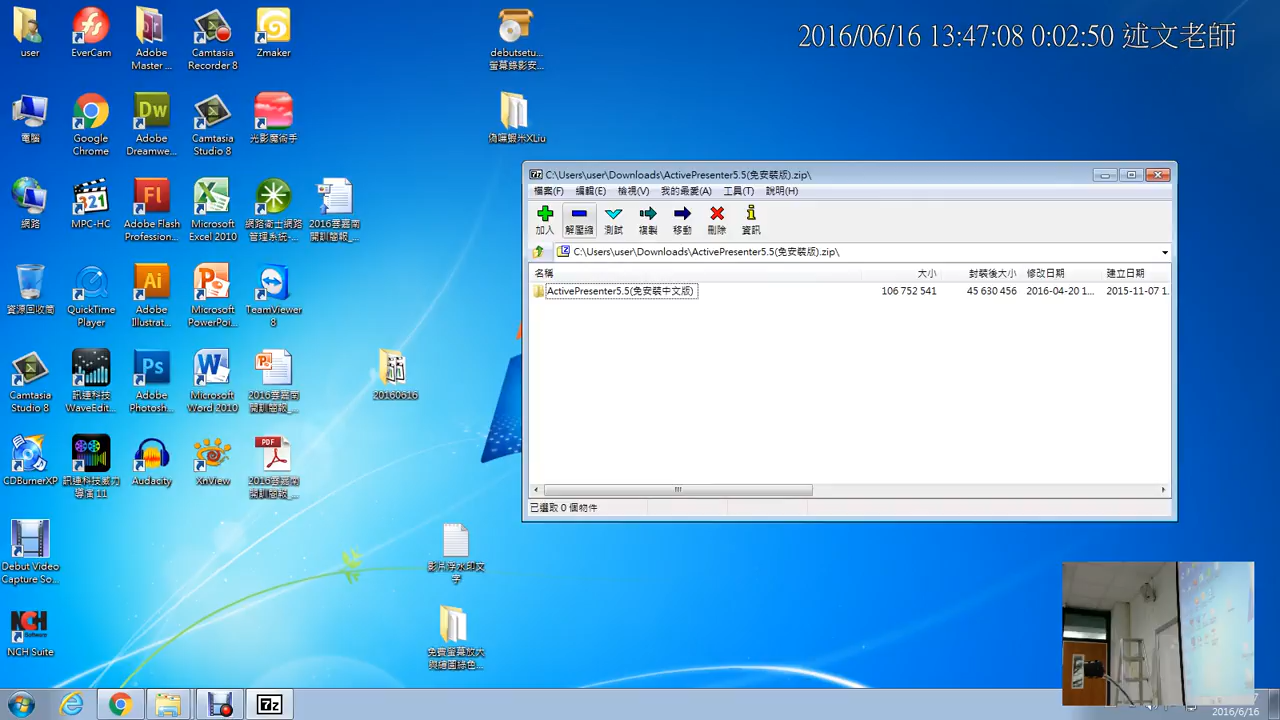 2016/06/16 13:47:08 0:02:50 述文老師
user
EverCam
Adobe
Master ...
Camtasia
Recorder 8
Zmaker
debutsetu...
螢幕錄影安...
電腦
Google
Chrome
Adobe
Dreamwe...
Camtasia
Studio 8
光影魔術手
偽嘸蝦米XLiu
網路
MPC-HC
Adobe Flash
Profession...
Microsoft
Excel 2010
網路衛士網路
管理系統-...
2016雲嘉南
開訓簡報_...
資源回收筒
QuickTime
Player
Adobe
Illustrat...
Microsoft
PowerPoi...
TeamViewer
8
Camtasia
Studio 8
訊連科技
WaveEdit...
Adobe
Photosh...
Microsoft
Word 2010
2016雲嘉南
開訓簡報_...
20160616
CDBurnerXP
訊連科技威力
導演 11
Audacity
XnView
2016雲嘉南
開訓簡報_...
Debut Video
Capture So...
影片浮水印文
字
NCH Suite
免費螢幕放大
與繪圖綠色...
C:\Users\user\Downloads\ActivePresenter5.5(免安裝版).zip\
檔案(F) 編輯(E) 檢視(V) 我的最愛(A) 工具(T) 說明(H)
加入 解壓縮 測試 複製 移動 刪除 資訊
C:\Users\user\Downloads\ActivePresenter5.5(免安裝版).zip\
名稱 大小 封裝後大小 修改日期 建立日期
ActivePresenter5.5(免安裝中文版) 106 752 541 45 630 456 2016-04-20 1... 2015-11-07 1.
已選取 0 個物件
2016/6/16